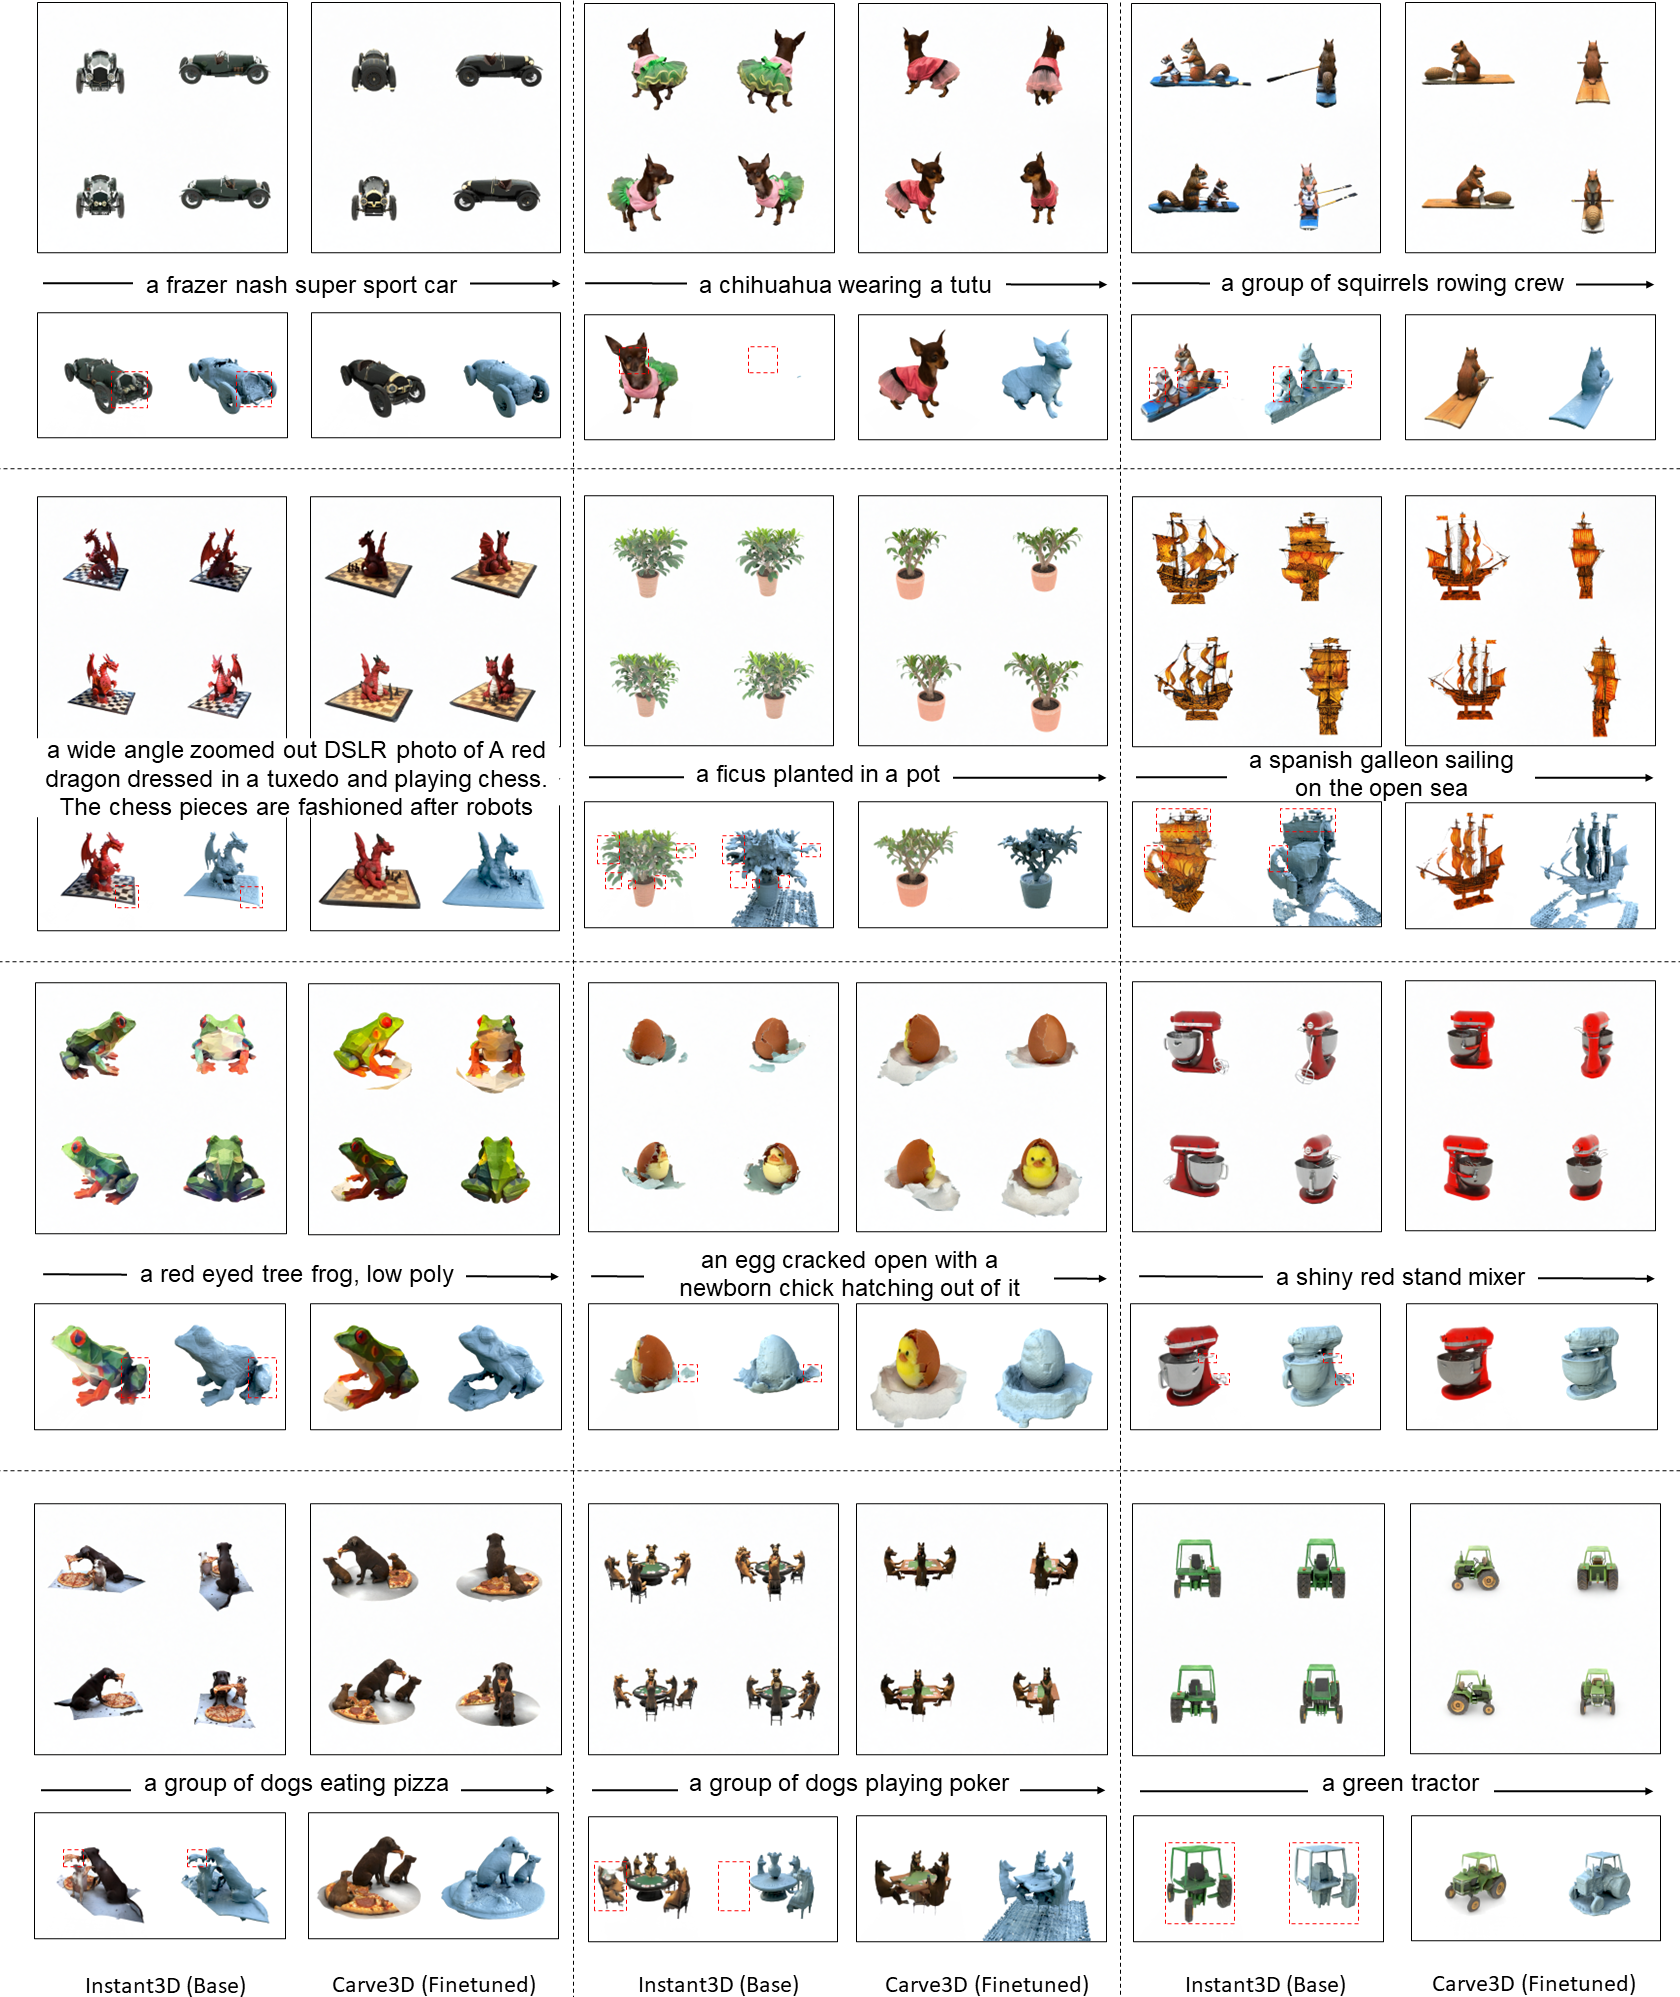 a frazer nash super sport car
a chihuahua wearing a tutu
a group of squirrels rowing crew
a wide angle zoomed out DSLR photo of A red
dragon dressed in a tuxedo and playing chess.
The chess pieces are fashioned after robots
a ficus planted in a pot
a spanish galleon sailing
on the open sea
a red eyed tree frog, low poly
an egg cracked open with a
newborn chick hatching out of it
a shiny red stand mixer
a group of dogs eating pizza
a group of dogs playing poker
a green tractor
Instant3D (Base)
Carve3D (Finetuned)
Instant3D (Base)
Carve3D (Finetuned)
Instant3D (Base)
Carve3D (Finetuned)